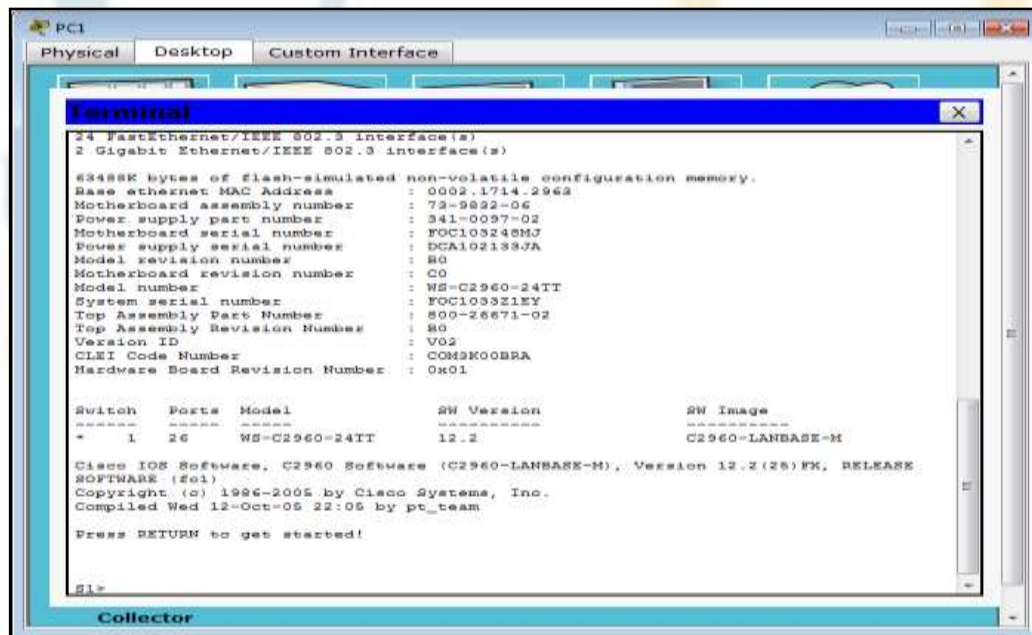 PC1
Physical Desktop Custom Interface
Terminal
24 FastEthernet/IEEE 802.3 interface(s)
2 Gigabit Ethernet/IEEE 802.3 interface(s)
63488K bytes of flash-simulated non-volatile configuration memory.
Base ethernet MAC Address : 0002.1714.2963
Motherboard assembly number : 73-9832-06
Power supply part number : 341-0097-02
Motherboard serial number : FOC103248MJ
Power supply serial number : DCA102133JA
Model revision number : B0
Motherboard revision number : C0
Model number : WS-C2960-24TT
System serial number : FOC1033Z1EY
Top Assembly Part Number : 800-26671-02
Top Assembly Revision Number : B0
Version ID : V02
CLEI Code Number : COM3K00BRA
Hardware Board Revision Number : 0x01
Switch Ports Model SW Version SW Image
------ ----- ----- ---------- ----------
* 1 26 WS-C2960-24TT 12.2 C2960-LANBASE-M
Cisco IOS Software, C2960 Software (C2960-LANBASE-M), Version 12.2(25)FX, RELEASE
SOFTWARE (fc1)
Copyright (c) 1986-2005 by Cisco Systems, Inc.
Compiled Wed 12-Oct-05 22:05 by pt_team
Press RETURN to get started!
S1>
Collector